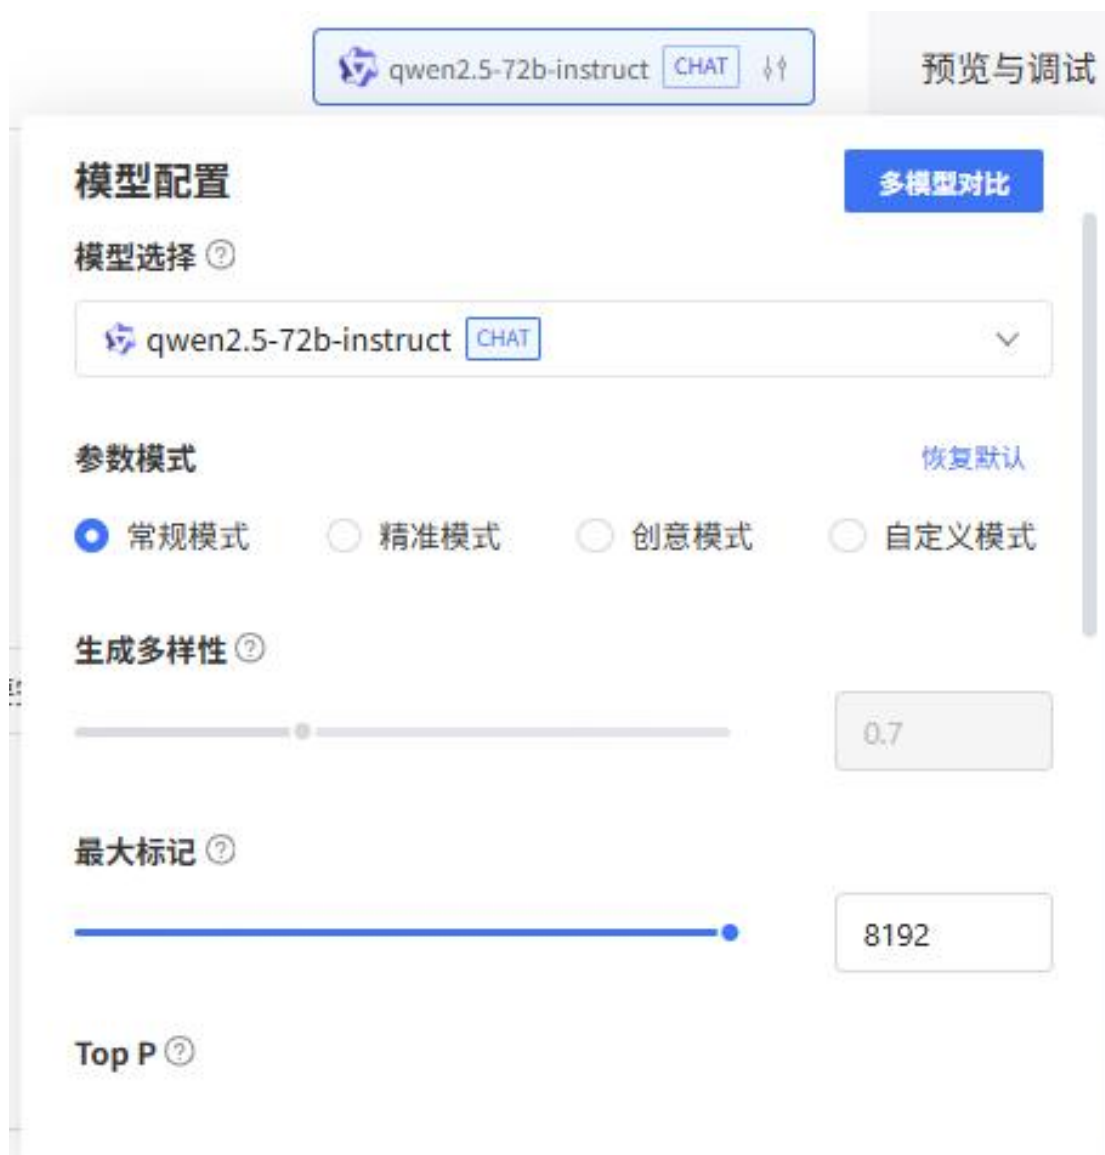 qwen2.5-72b-instruct CHAT
预览与调试
模型配置
多模型对比
模型选择
qwen2.5-72b-instruct CHAT
参数模式
恢复默认
常规模式 精准模式 创意模式 自定义模式
生成多样性
0.7
最大标记
8192
Top P